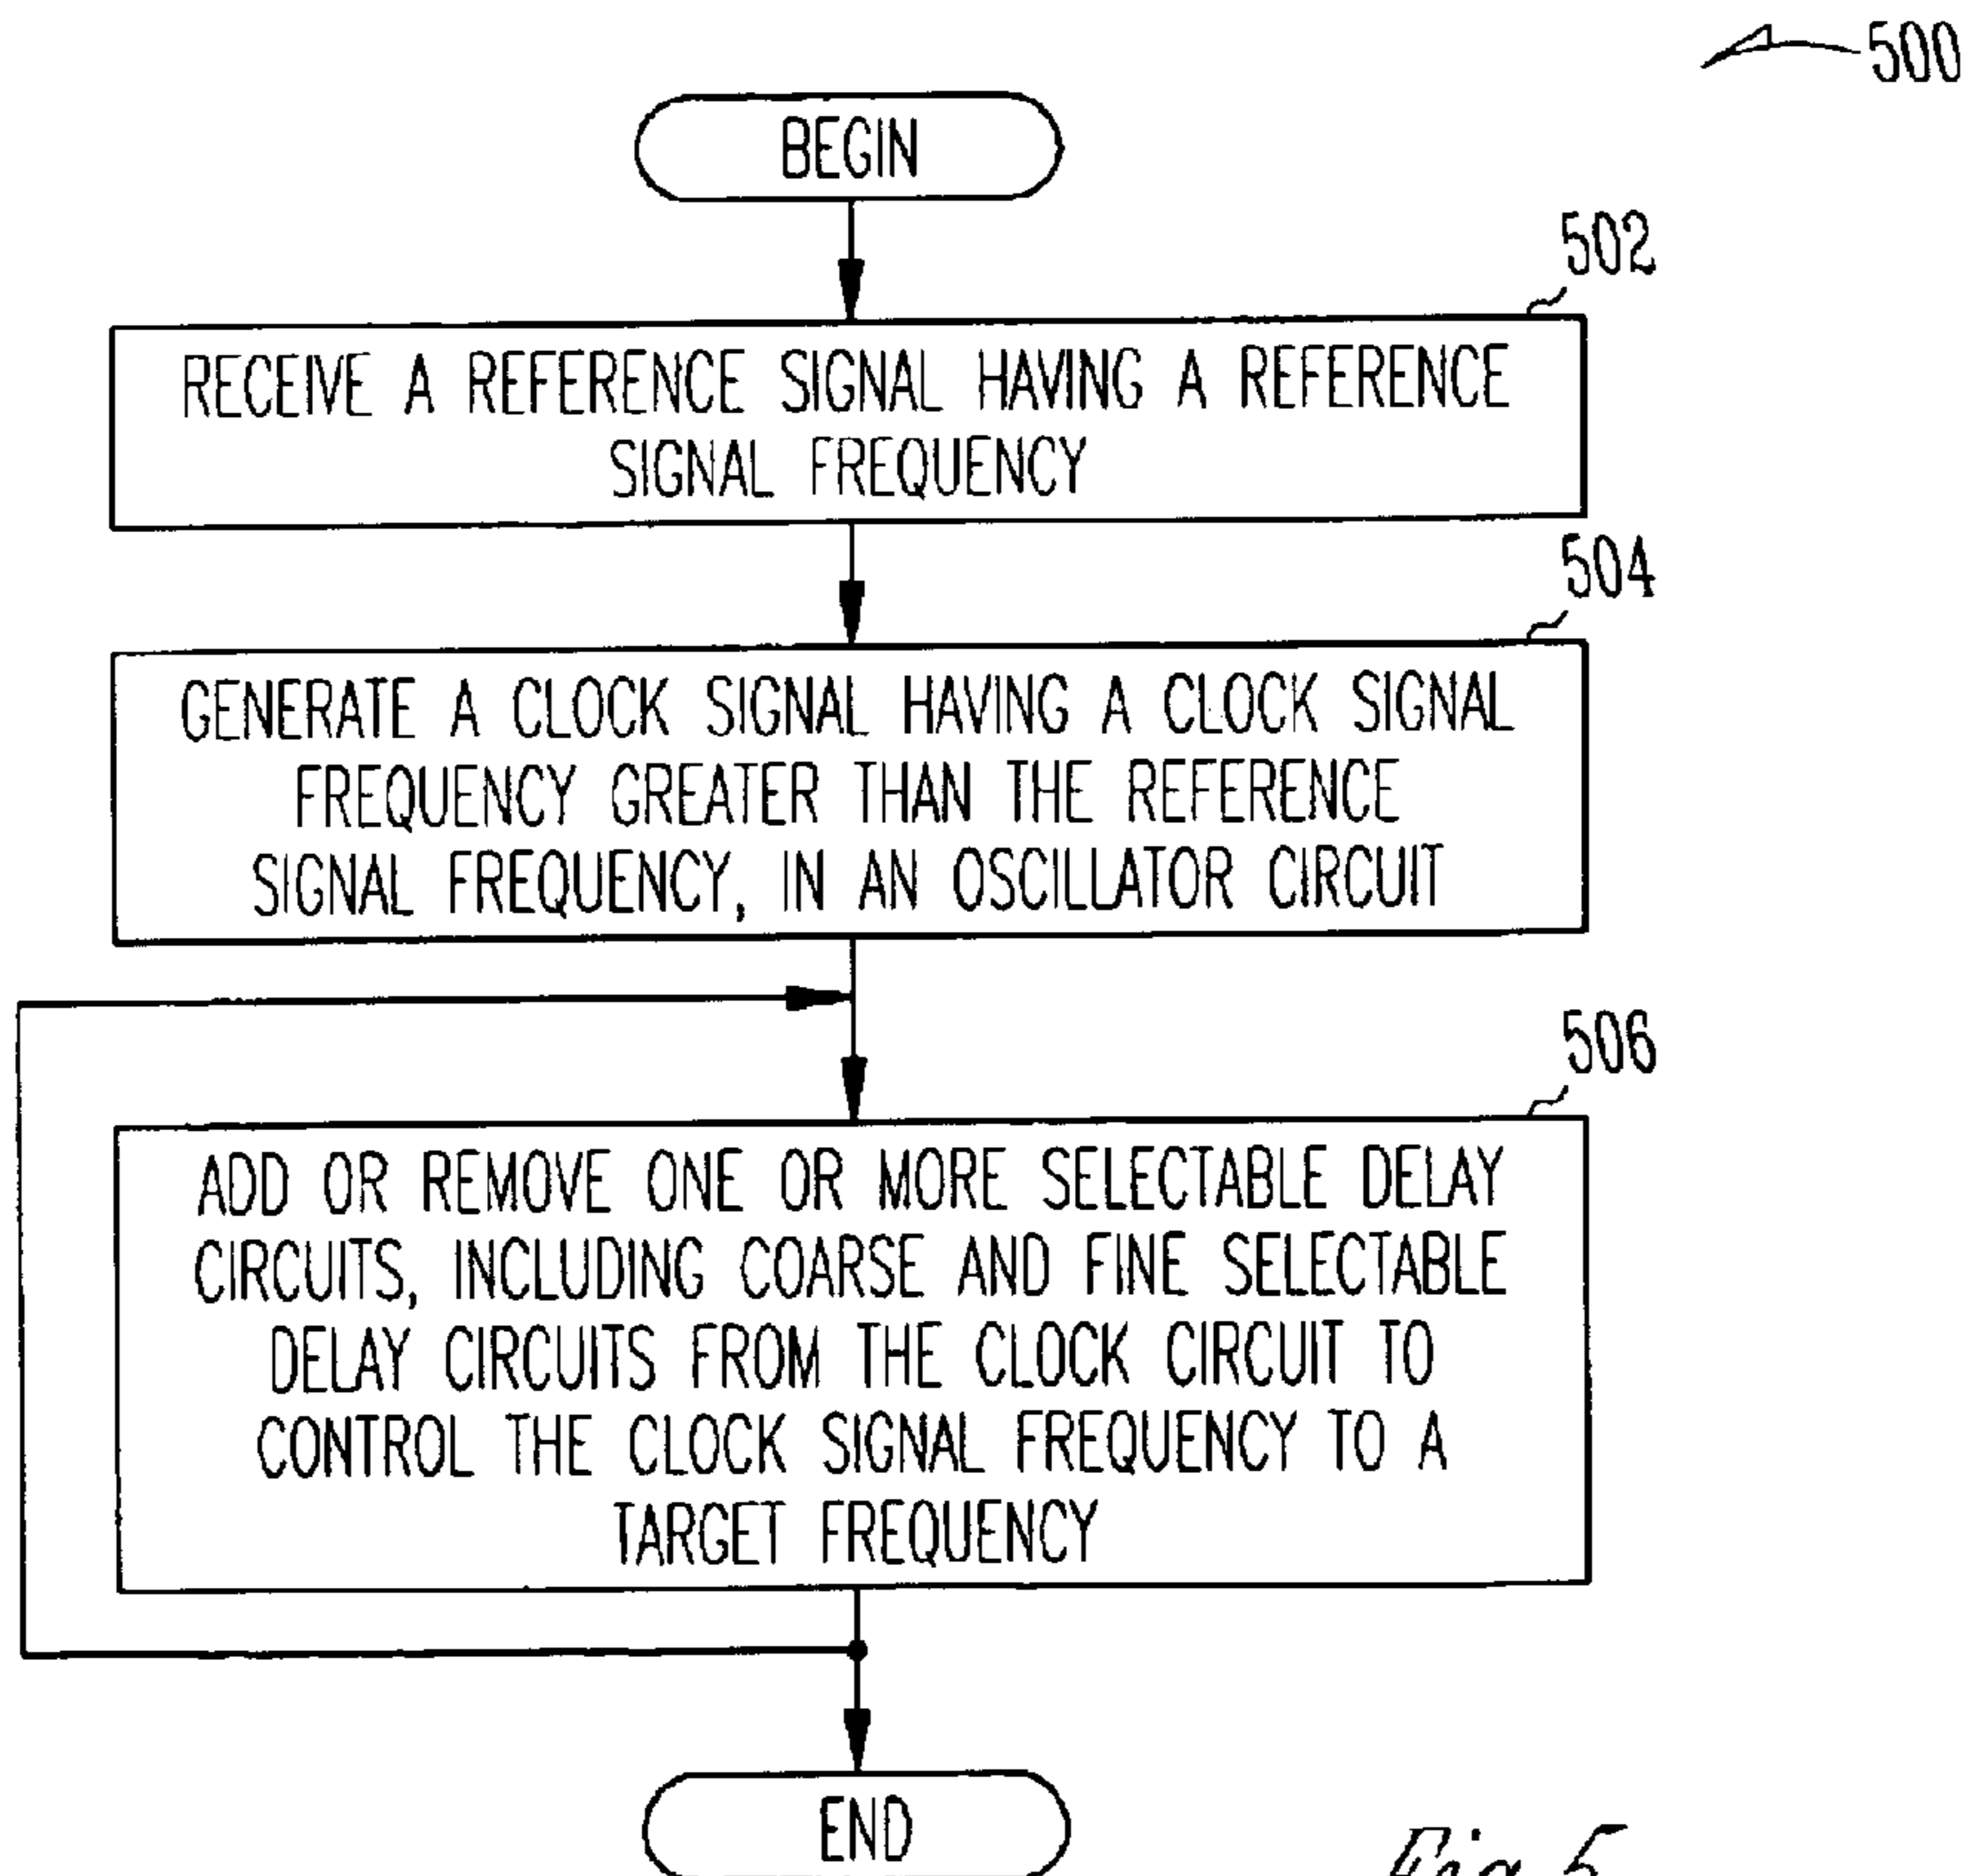 500
BEGIN
502
RECEIVE A REFERENCE SIGNAL HAVING A REFERENCE
SIGNAL FREQUENCY
504
GENERATE A CLOCK SIGNAL HAVING A CLOCK SIGNAL
FREQUENCY GREATER THAN THE REFERENCE
SIGNAL FREQUENCY, IN AN OSCILLATOR CIRCUIT
506
ADD OR REMOVE ONE OR MORE SELECTABLE DELAY
CIRCUITS, INCLUDING COARSE AND FINE SELECTABLE
DELAY CIRCUITS FROM THE CLOCK CIRCUIT TO
CONTROL THE CLOCK SIGNAL FREQUENCY TO A
TARGET FREQUENCY
END
Fig. 5